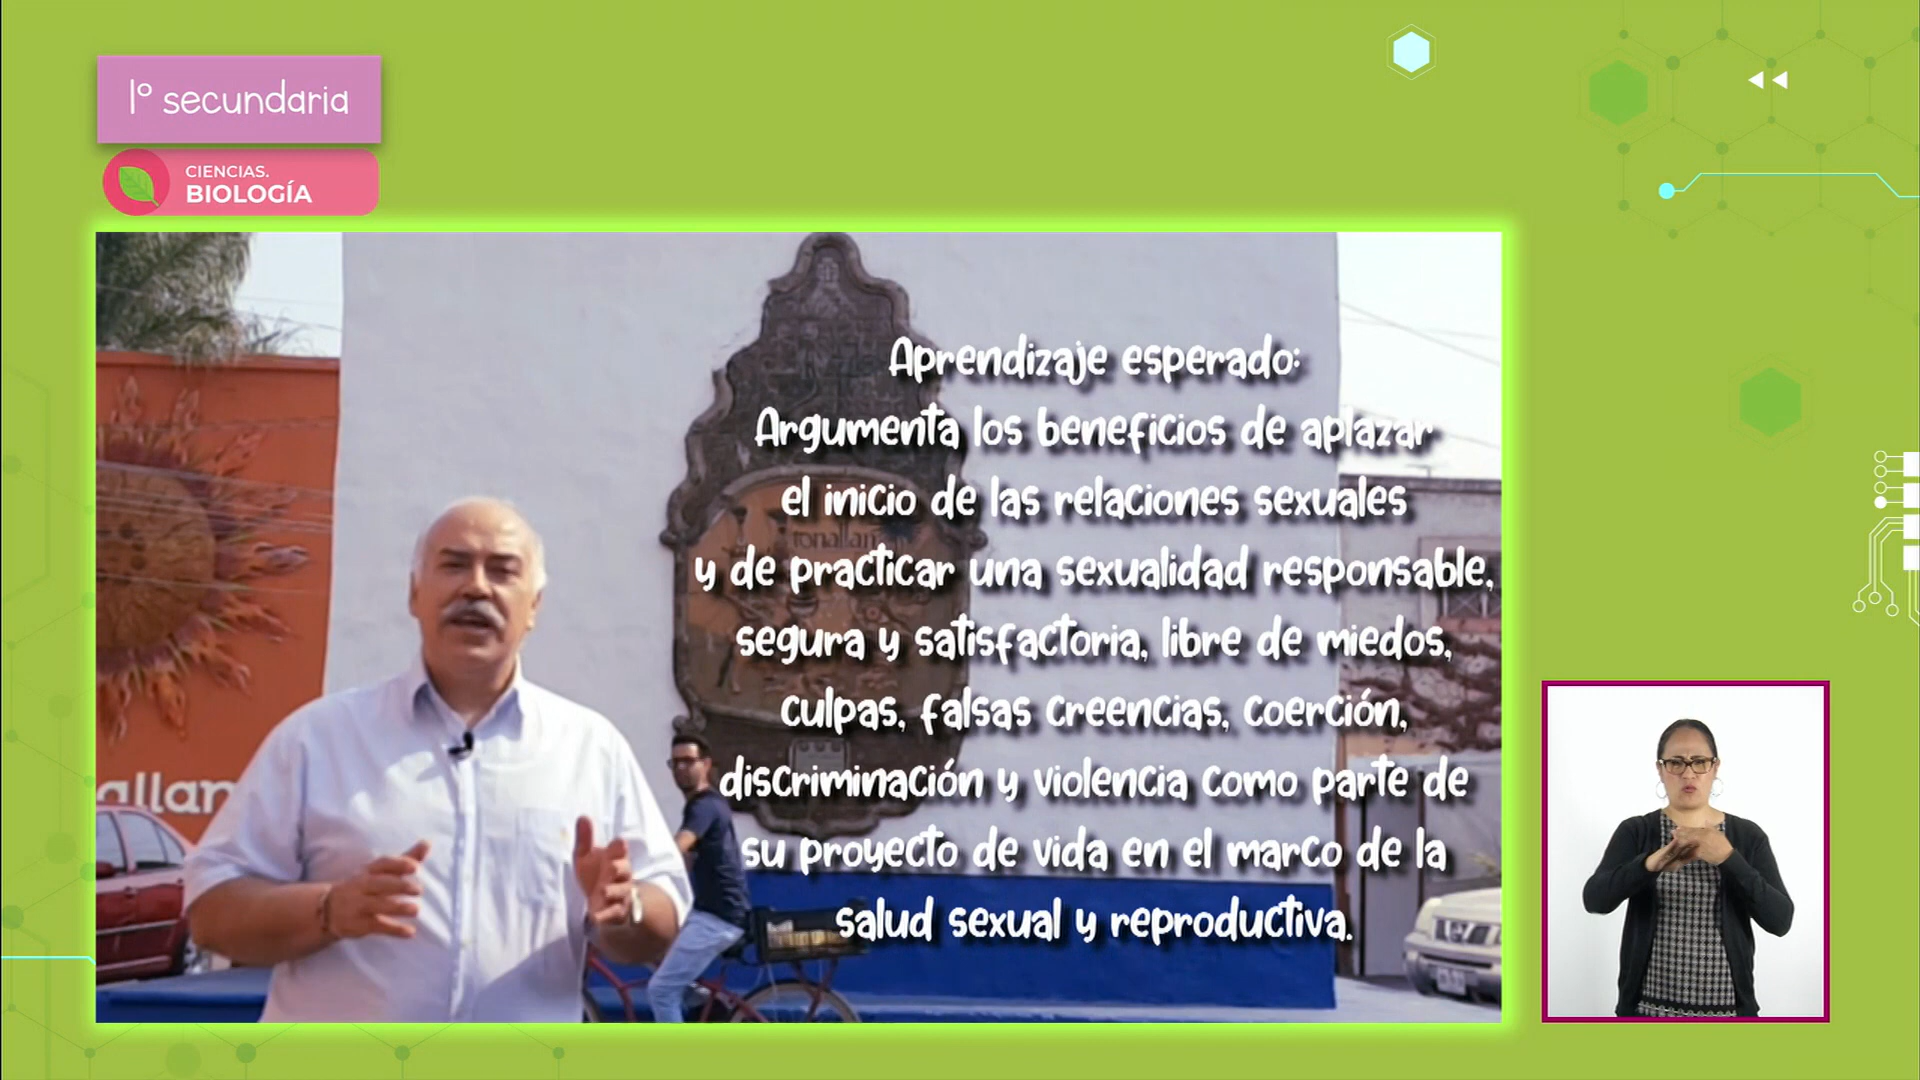 1° secundaria
CIENCIAS.
BIOLOGÍA
Aprendizaje esperado:
Argumenta los beneficios de aplazar
el inicio de las relaciones sexuales
y de practicar una sexualidad responsable,
segura y satisfactoria, libre de miedos,
culpas, falsas creencias, coerción,
discriminación y violencia como parte de
su proyecto de vida en el marco de la
salud sexual y reproductiva.
tonallan
allan